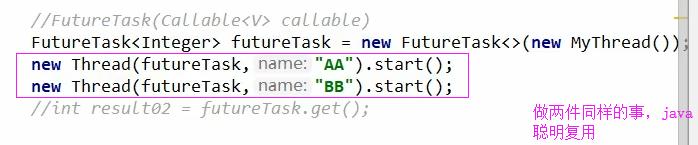 //FutureTask(Callable<V> callable)
FutureTask<Integer> futureTask = new FutureTask<>(new MyThread());
new Thread(futureTask, name: "AA").start();
new Thread(futureTask, name: "BB").start();
//int result02 = futureTask.get();
做两件同样的事，java
聪明复用